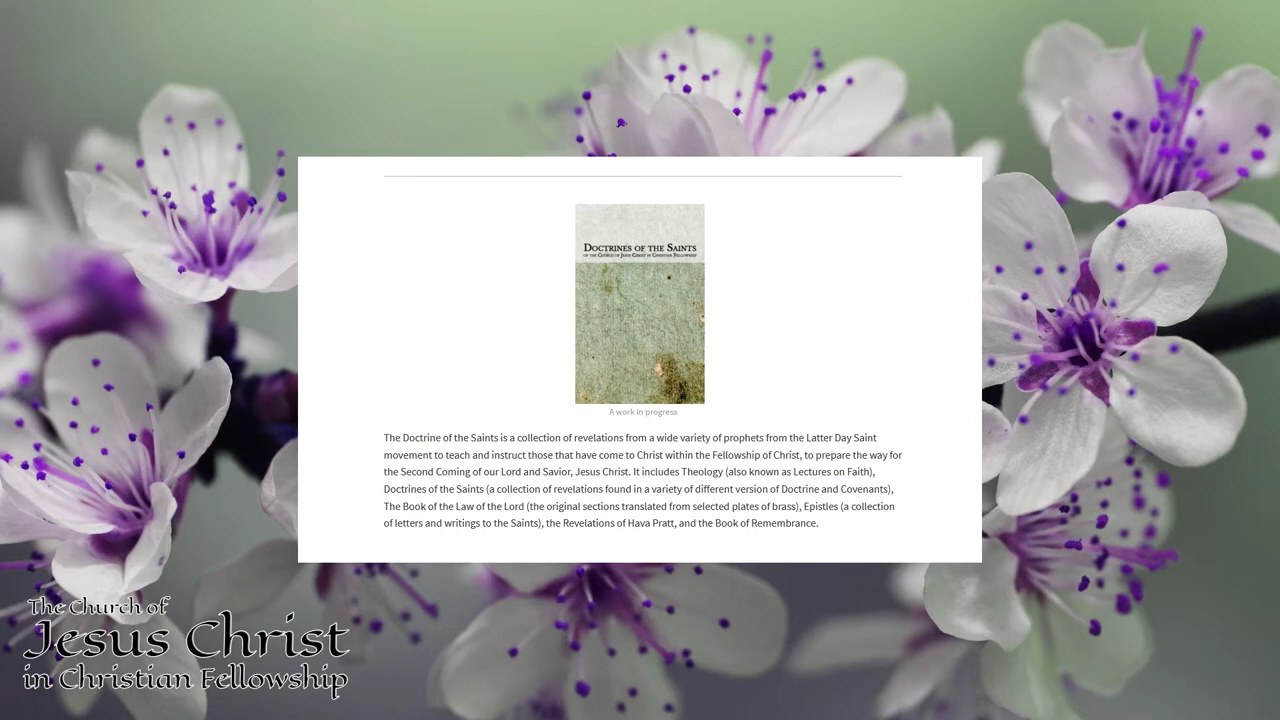 DOCTRINES OF THE SAINTS
OF THE CHURCH OF JESUS CHRIST IN CHRISTIAN FELLOWSHIP
A work in progress
The Doctrine of the Saints is a collection of revelations from a wide variety of prophets from the Latter Day Saint
movement to teach and instruct those that have come to Christ within the Fellowship of Christ, to prepare the way for
the Second Coming of our Lord and Savior, Jesus Christ. It includes Theology (also known as Lectures on Faith),
Doctrines of the Saints (a collection of revelations found in a variety of different version of Doctrine and Covenants),
The Book of the Law of the Lord (the original sections translated from selected plates of brass), Epistles (a collection
of letters and writings to the Saints), the Revelations of Hava Pratt, and the Book of Remembrance.
The Church of
Jesus Christ
in Christian Fellowship